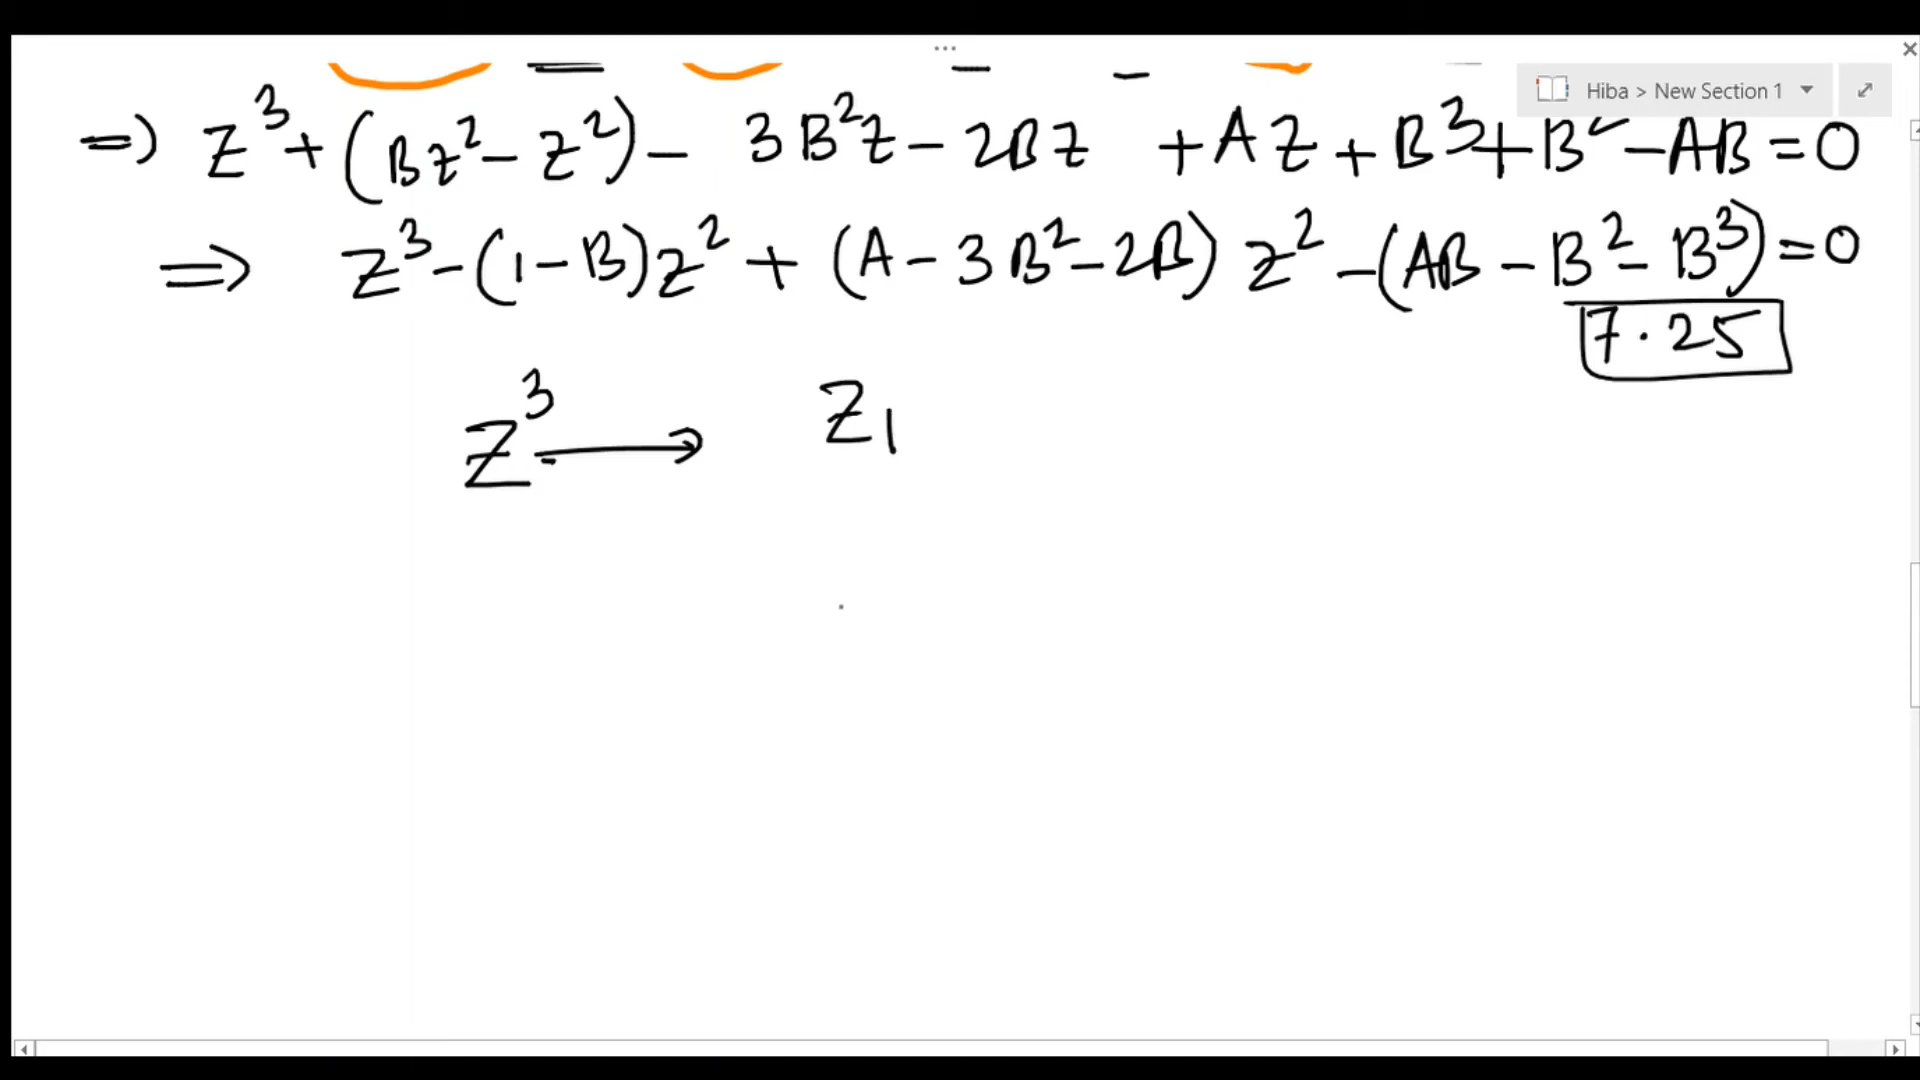 Hiba > New Section 1
=> Z³ + (BZ² - Z²) - 3B²Z - 2BZ + AZ + B³ + B² - AB = 0
=> Z³ - (1 - B)Z² + (A - 3B² - 2B) Z² - (AB - B² - B³) = 0
7.25
Z³ → Z1